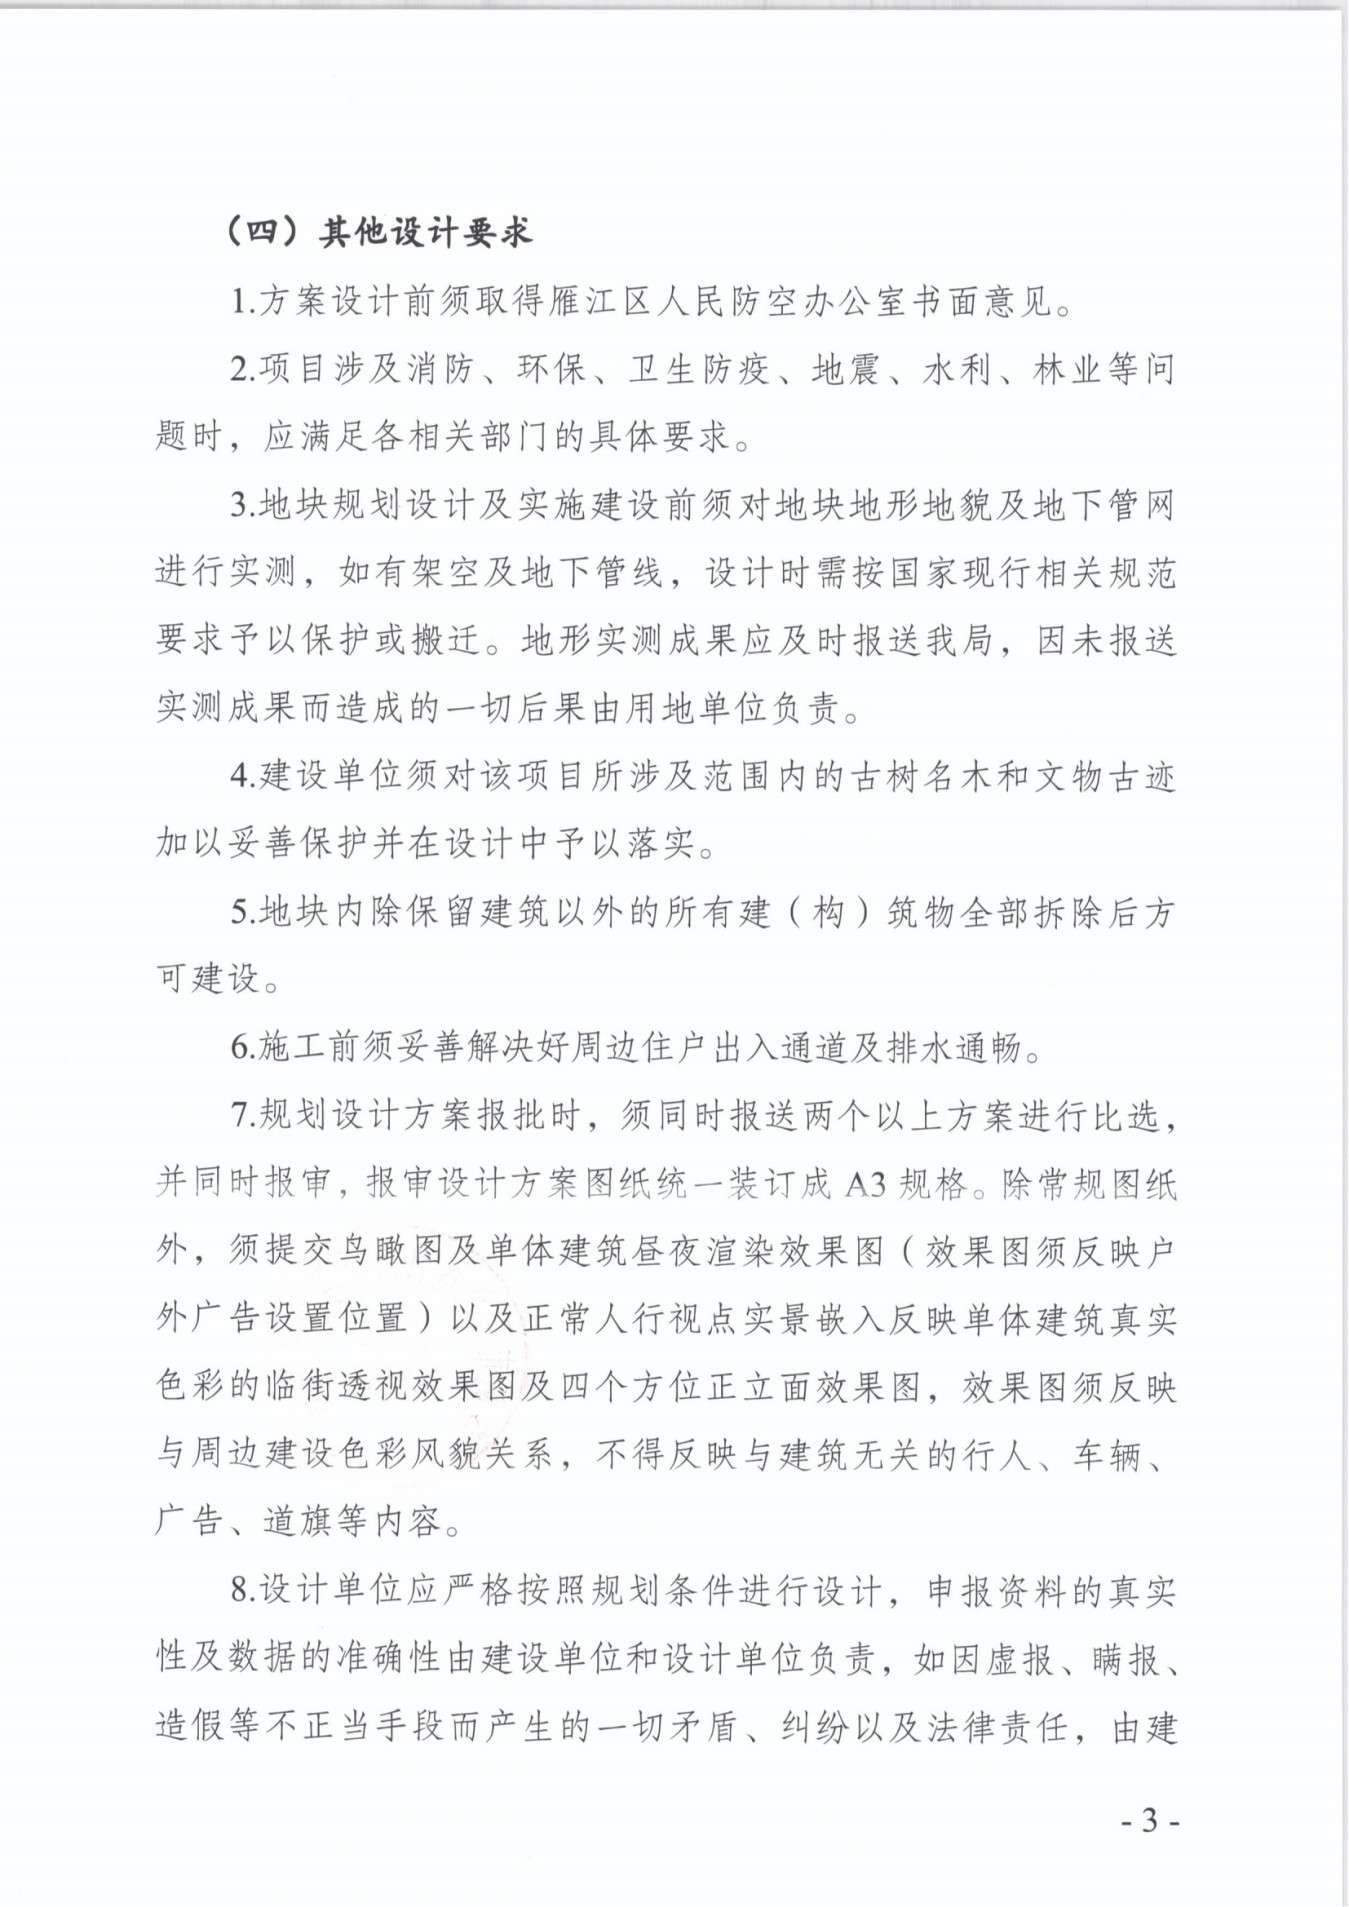 （四）其他设计要求
1.方案设计前须取得雁江区人民防空办公室书面意见。
2.项目涉及消防、环保、卫生防疫、地震、水利、林业等问
题时，应满足各相关部门的具体要求。
3.地块规划设计及实施建设前须对地块地形地貌及地下管网
进行实测，如有架空及地下管线，设计时需按国家现行相关规范
要求予以保护或搬迁。地形实测成果应及时报送我局，因未报送
实测成果而造成的一切后果由用地单位负责。
4.建设单位须对该项目所涉及范围内的古树名木和文物古迹
加以妥善保护并在设计中予以落实。
5.地块内除保留建筑以外的所有建（构）筑物全部拆除后方
可建设。
6.施工前须妥善解决好周边住户出入通道及排水通畅。
7.规划设计方案报批时，须同时报送两个以上方案进行比选，
并同时报审, 报审设计方案图纸统一装订成 A3 规格。除常规图纸
外，须提交鸟瞰图及单体建筑昼夜渲染效果图（效果图须反映户
外广告设置位置）以及正常人行视点实景嵌入反映单体建筑真实
色彩的临街透视效果图及四个方位正立面效果图，效果图须反映
与周边建设色彩风貌关系，不得反映与建筑无关的行人、车辆、
广告、道旗等内容。
8.设计单位应严格按照规划条件进行设计，申报资料的真实
性及数据的准确性由建设单位和设计单位负责，如因虚报、瞒报、
造假等不正当手段而产生的一切矛盾、纠纷以及法律责任，由建
- 3 -